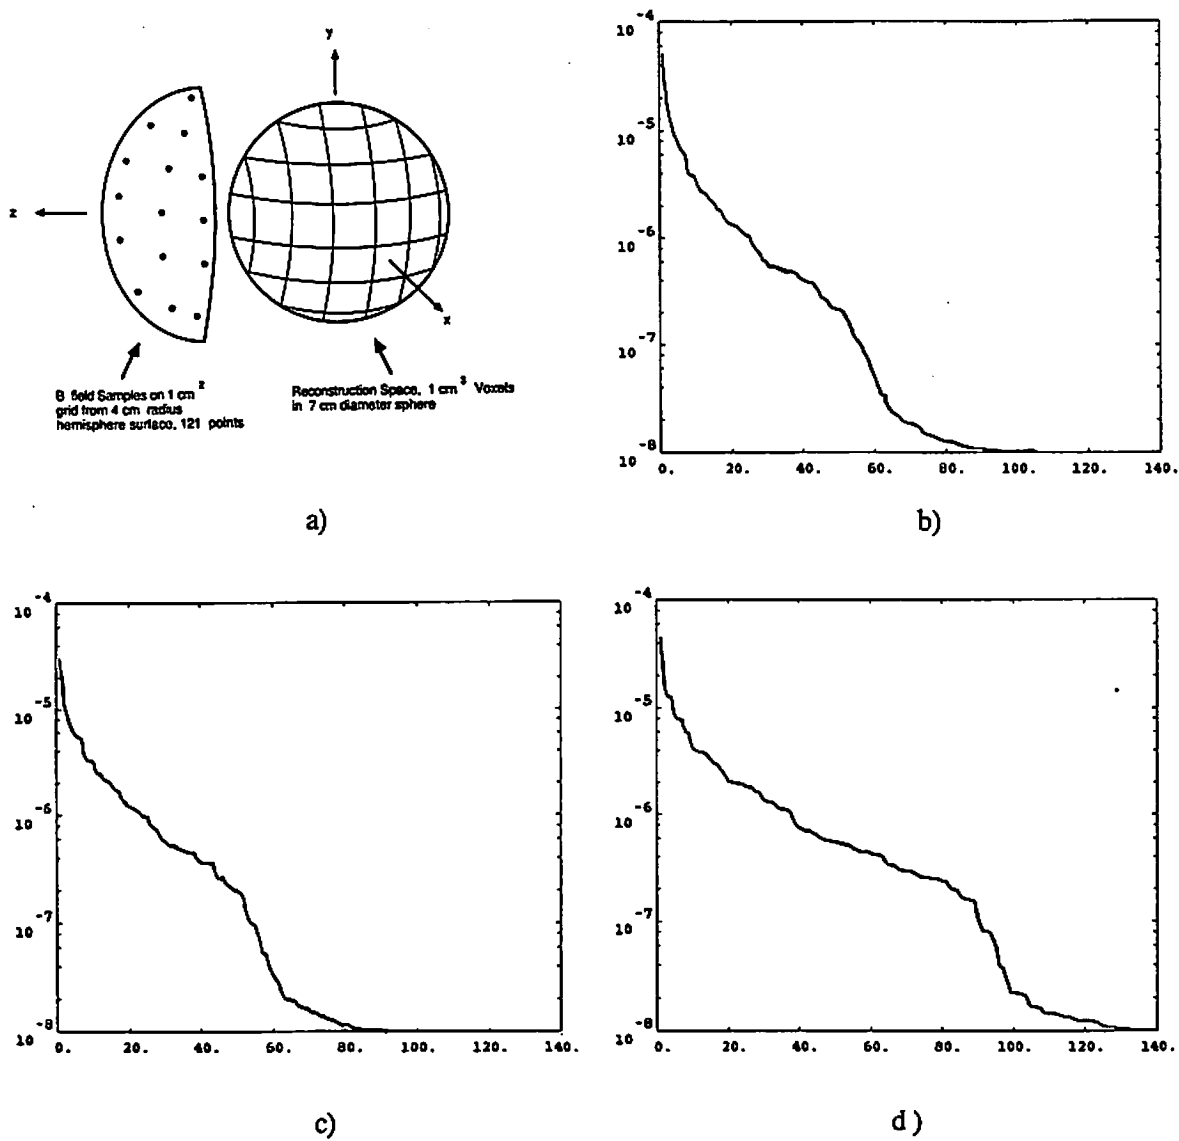 y
z
x
B field Samples on 1 cm 2
grid from 4 cm radius
hemisphere surface, 121 points
Reconstruction Space, 1 cm 3 Voxels
in 7 cm diameter sphere
a)
10 -4
10 -5
10 -6
10 -7
10 -8
0. 20. 40. 60. 80. 100. 120. 140.
b)
10 -4
10 -5
10 -6
10 -7
10 -8
0. 20. 40. 60. 80. 100. 120. 140.
c)
10 -4
10 -5
10 -6
10 -7
10 -8
0. 20. 40. 60. 80. 100. 120. 140.
d)